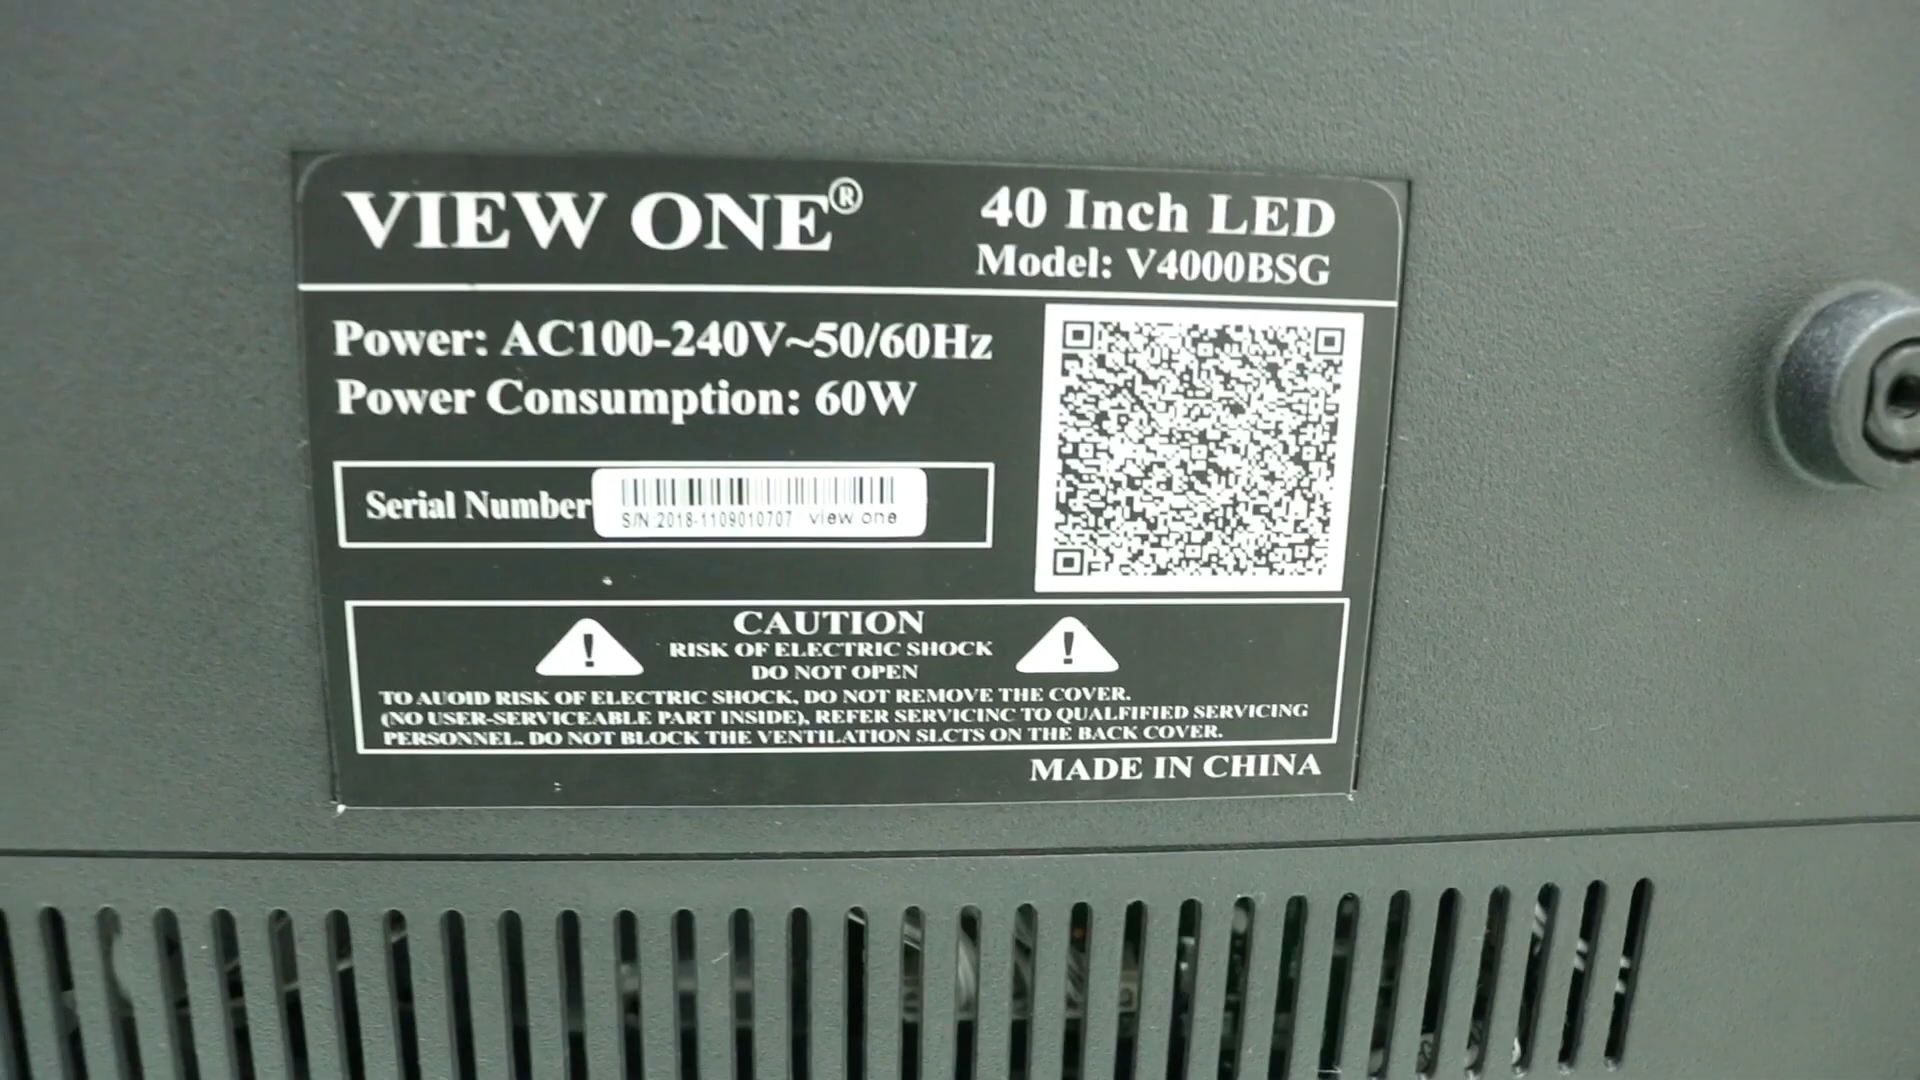 VIEW ONE®
40 Inch LED
Model: V4000BSG
Power: AC100-240V~50/60Hz
Power Consumption: 60W
Serial Number
S/N:2018-1109010707 view one
CAUTION
RISK OF ELECTRIC SHOCK
DO NOT OPEN
TO AUOID RISK OF ELECTRIC SHOCK, DO NOT REMOVE THE COVER.
(NO USER-SERVICEABLE PART INSIDE), REFER SERVICINC TO QUALFIFIED SERVICING
PERSONNEL. DO NOT BLOCK THE VENTILATION SLCTS ON THE BACK COVER.
MADE IN CHINA